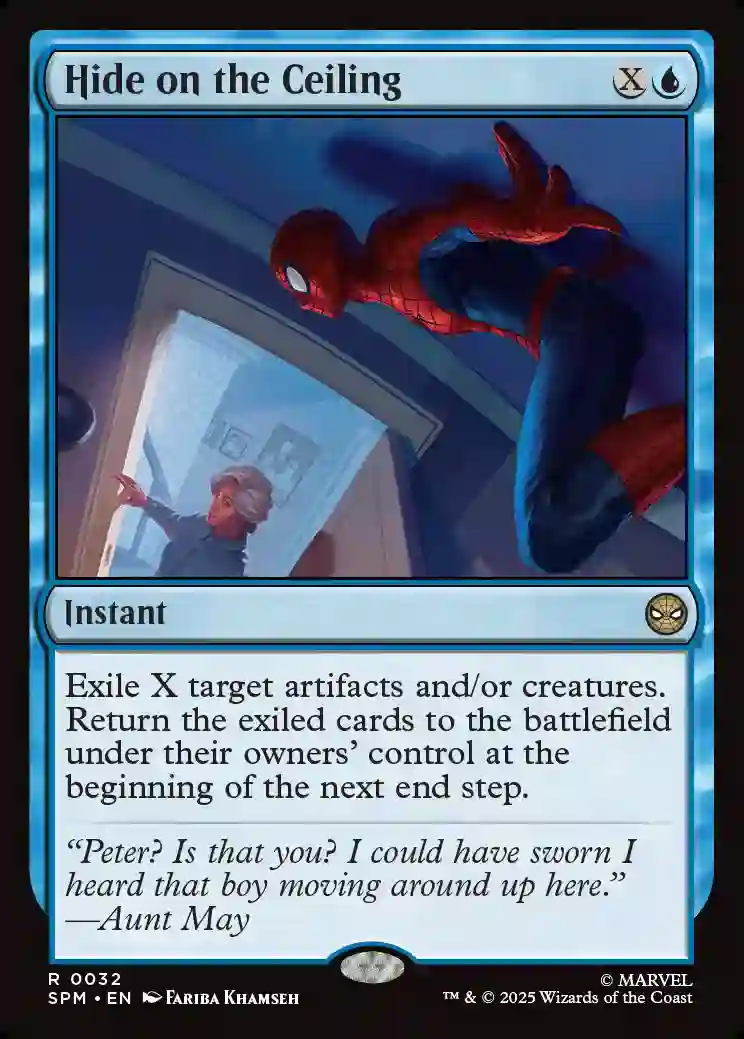 Hide on the Ceiling X
Instant
Exile X target artifacts and/or creatures.
Return the exiled cards to the battlefield
under their owners’ control at the
beginning of the next end step.
“Peter? Is that you? I could have sworn I
heard that boy moving around up here.”
—Aunt May
R 0032
SPM • EN Fariba Khamseh
© MARVEL
™ & © 2025 Wizards of the Coast